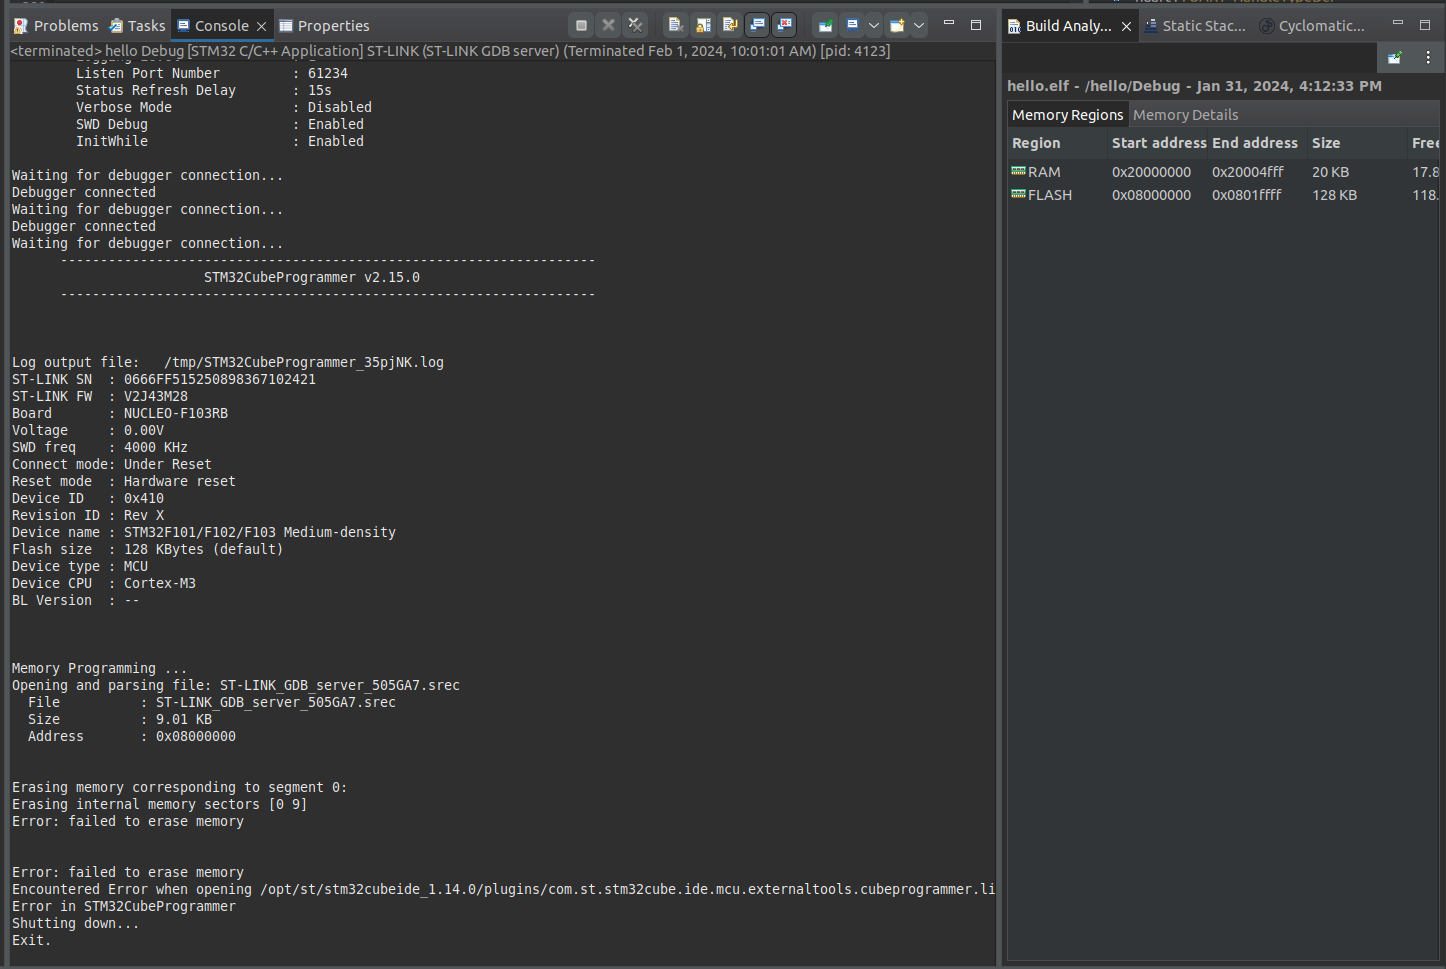 Problems Tasks Console Properties
<terminated> hello Debug [STM32 C/C++ Application] ST-LINK (ST-LINK GDB server) (Terminated Feb 1, 2024, 10:01:01 AM) [pid: 4123]
Listen Port Number : 61234
Status Refresh Delay : 15s
Verbose Mode : Disabled
SWD Debug : Enabled
InitWhile : Enabled
Waiting for debugger connection...
Debugger connected
Waiting for debugger connection...
Debugger connected
Waiting for debugger connection...
-------------------------------------------------------------------
STM32CubeProgrammer v2.15.0
-------------------------------------------------------------------
Log output file: /tmp/STM32CubeProgrammer_35pjNK.log
ST-LINK SN : 0666FF515250898367102421
ST-LINK FW : V2J43M28
Board : NUCLEO-F103RB
Voltage : 0.00V
SWD freq : 4000 KHz
Connect mode: Under Reset
Reset mode : Hardware reset
Device ID : 0x410
Revision ID : Rev X
Device name : STM32F101/F102/F103 Medium-density
Flash size : 128 KBytes (default)
Device type : MCU
Device CPU : Cortex-M3
BL Version : --
Memory Programming ...
Opening and parsing file: ST-LINK_GDB_server_505GA7.srec
File : ST-LINK_GDB_server_505GA7.srec
Size : 9.01 KB
Address : 0x08000000
Erasing memory corresponding to segment 0:
Erasing internal memory sectors [0 9]
Error: failed to erase memory
Error: failed to erase memory
Encountered Error when opening /opt/st/stm32cubeide_1.14.0/plugins/com.st.stm32cube.ide.mcu.externaltools.cubeprogrammer.li
Error in STM32CubeProgrammer
Shutting down...
Exit.
Build Analy... Static Stac... Cyclomatic...
hello.elf - /hello/Debug - Jan 31, 2024, 4:12:33 PM
Memory Regions Memory Details
Region Start address End address Size Free
RAM 0x20000000 0x20004fff 20 KB 17.8
FLASH 0x08000000 0x0801ffff 128 KB 118.